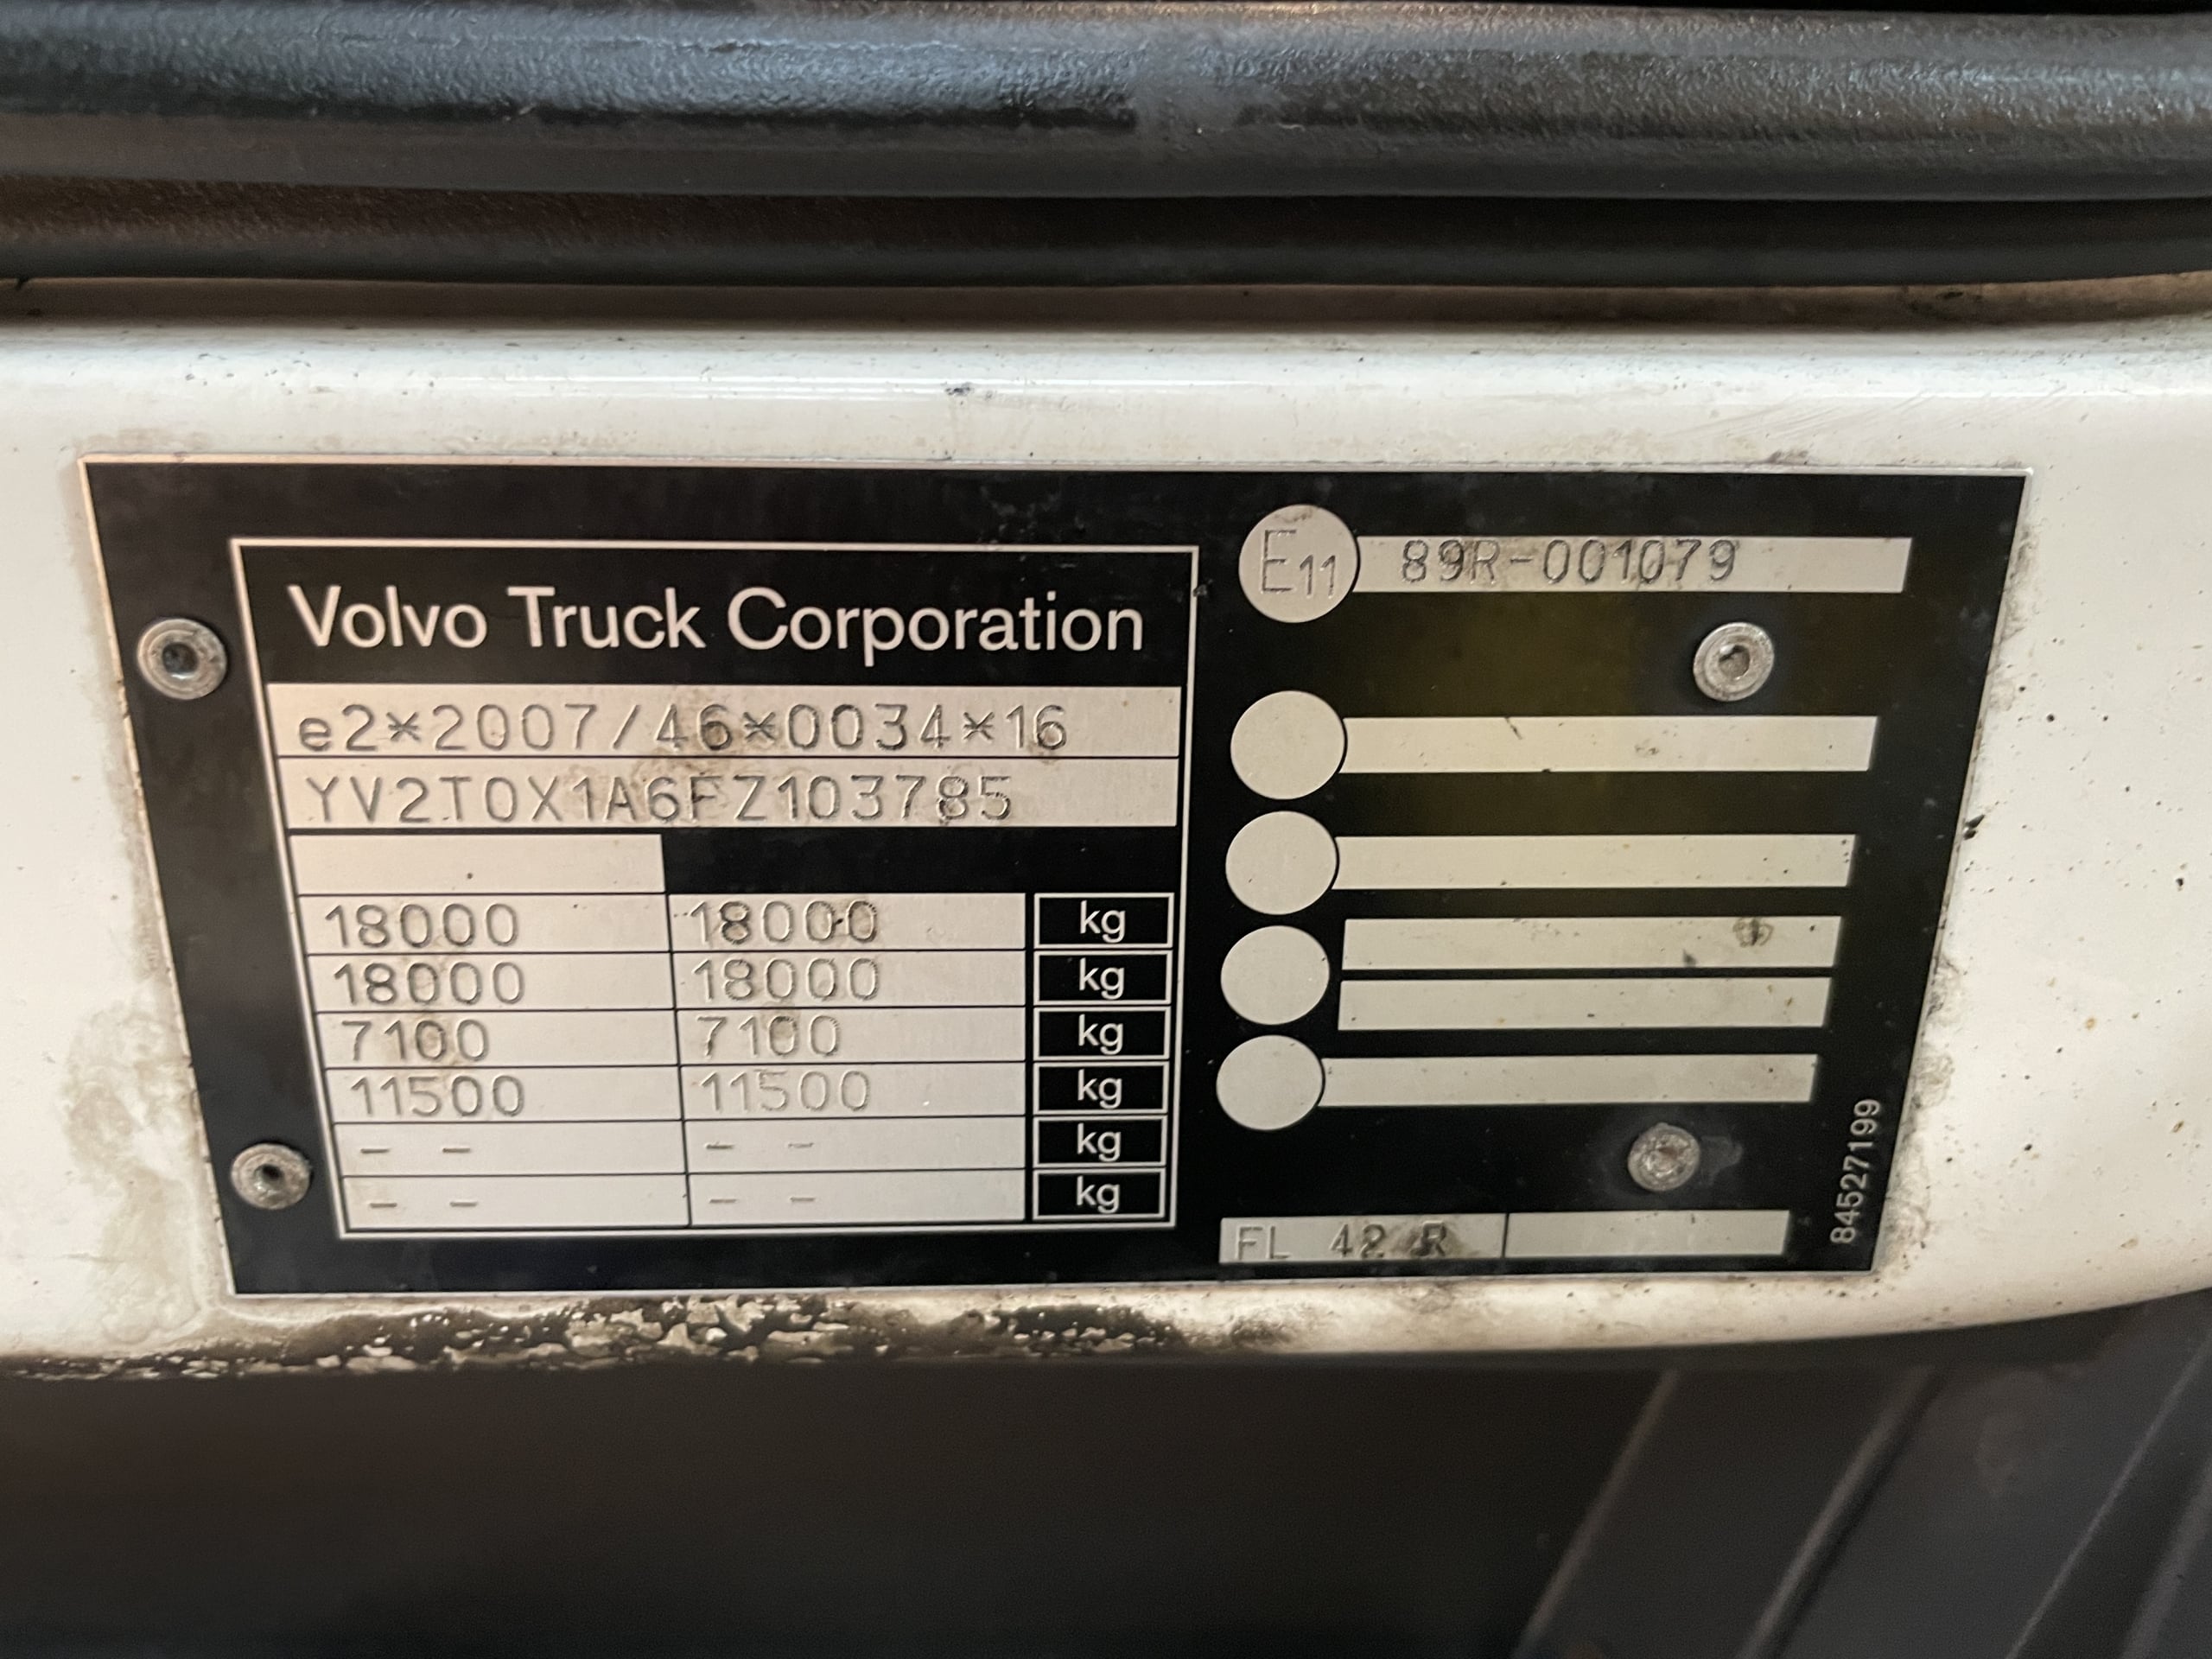 Volvo Truck Corporation
e2*2007/46*0034*16
YV2T0X1A6FZ103785
18000 18000 kg
18000 18000 kg
7100 7100 kg
11500 11500 kg
– – – – kg
– – – – kg
E11 89R-001079
FL 42 R
84527199